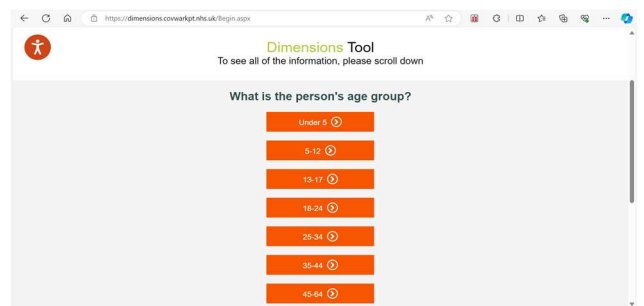 https://dimensions.covwarkpt.nhs.uk/Begin.aspx
Dimensions Tool
To see all of the information, please scroll down
What is the person's age group?
Under 5
5-12
13-17
18-24
25-34
35-44
45-64